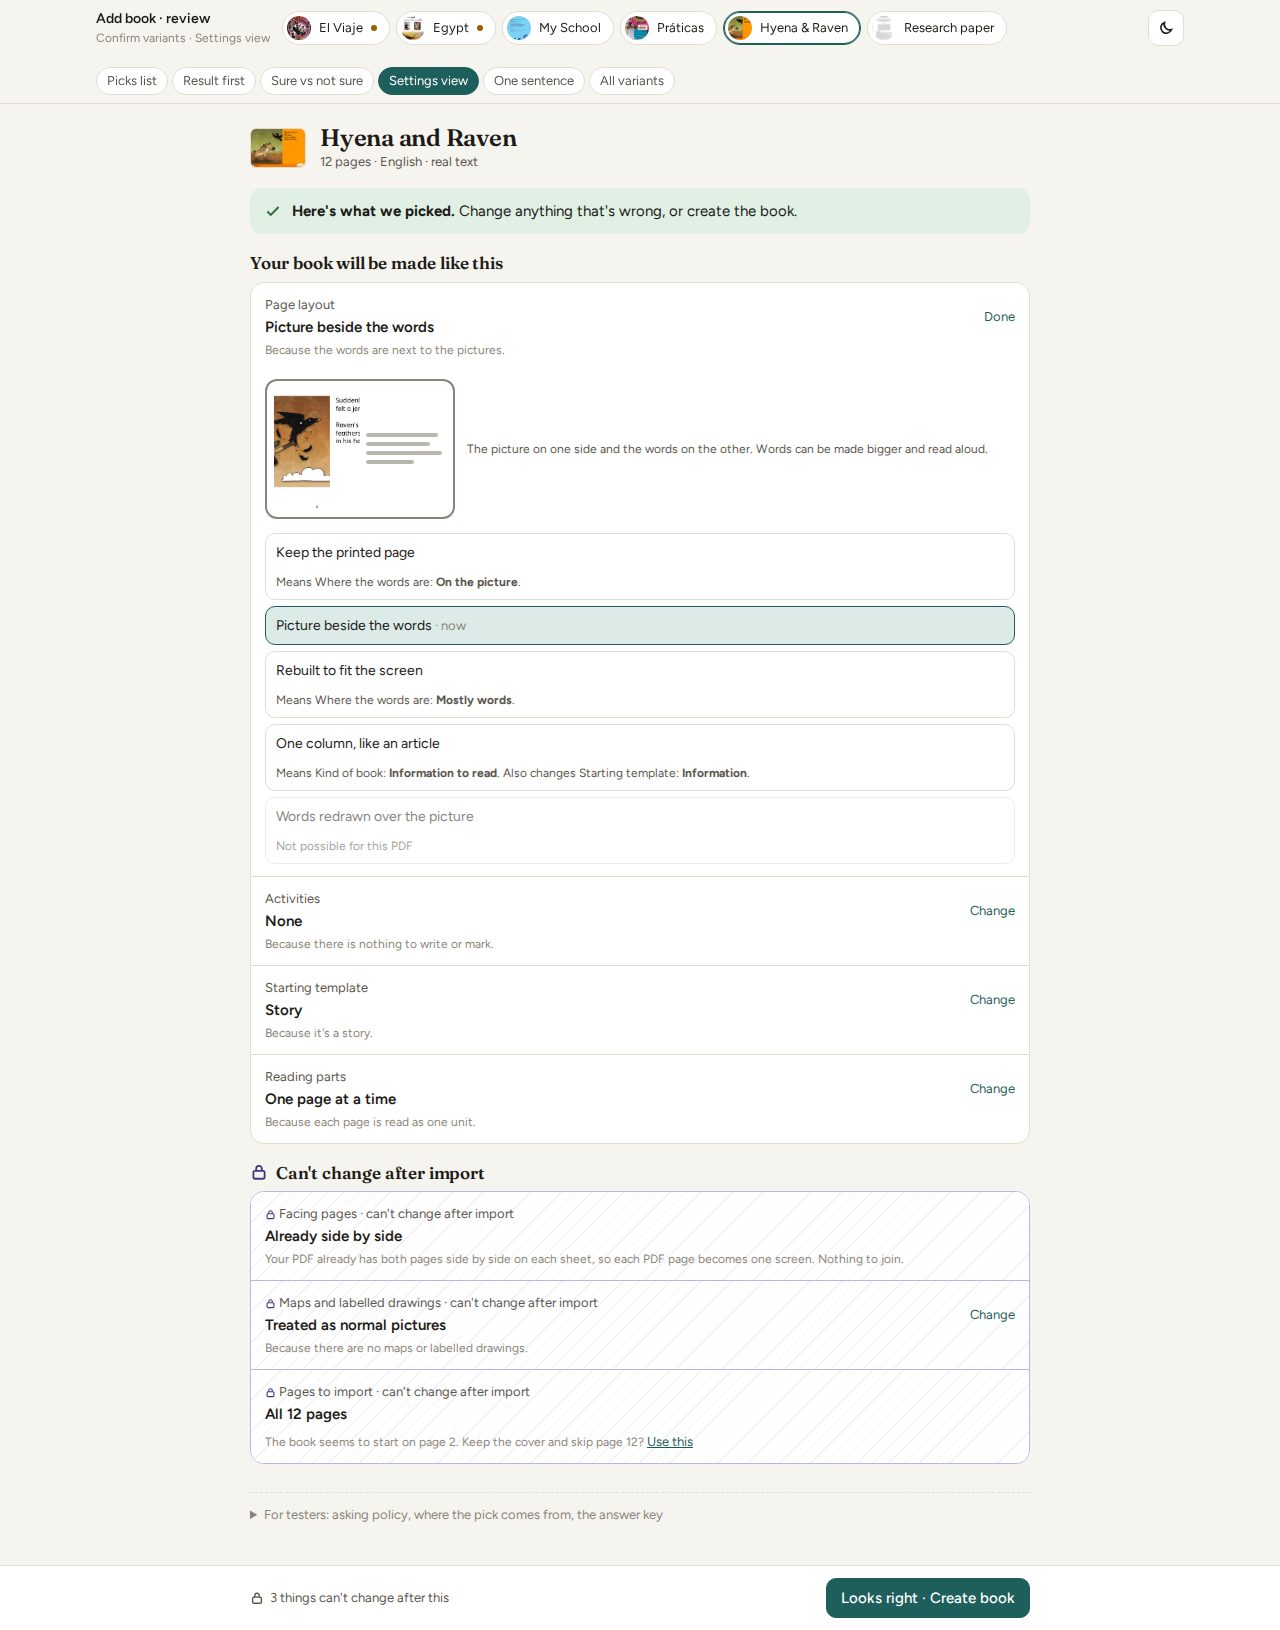 Add book · review
Confirm variants · Settings view
El Viaje
Egypt
My School
Práticas
Hyena & Raven
Research paper
Picks list
Result first
Sure vs not sure
Settings view
One sentence
All variants
Hyena and Raven
12 pages · English · real text
Here's what we picked. Change anything that's wrong, or create the book.
Your book will be made like this
Page layout
Picture beside the words
Because the words are next to the pictures.
Done
Suddenl
felt a jer
Raven's
feathers
in his ha
The picture on one side and the words on the other. Words can be made bigger and read aloud.
Keep the printed page
Means Where the words are: On the picture.
Picture beside the words · now
Rebuilt to fit the screen
Means Where the words are: Mostly words.
One column, like an article
Means Kind of book: Information to read. Also changes Starting template: Information.
Words redrawn over the picture
Not possible for this PDF
Activities
None
Because there is nothing to write or mark.
Change
Starting template
Story
Because it's a story.
Change
Reading parts
One page at a time
Because each page is read as one unit.
Change
Can't change after import
Facing pages · can't change after import
Already side by side
Your PDF already has both pages side by side on each sheet, so each PDF page becomes one screen. Nothing to join.
Maps and labelled drawings · can't change after import
Treated as normal pictures
Because there are no maps or labelled drawings.
Change
Pages to import · can't change after import
All 12 pages
The book seems to start on page 2. Keep the cover and skip page 12? Use this
For testers: asking policy, where the pick comes from, the answer key
3 things can't change after this
Looks right · Create book